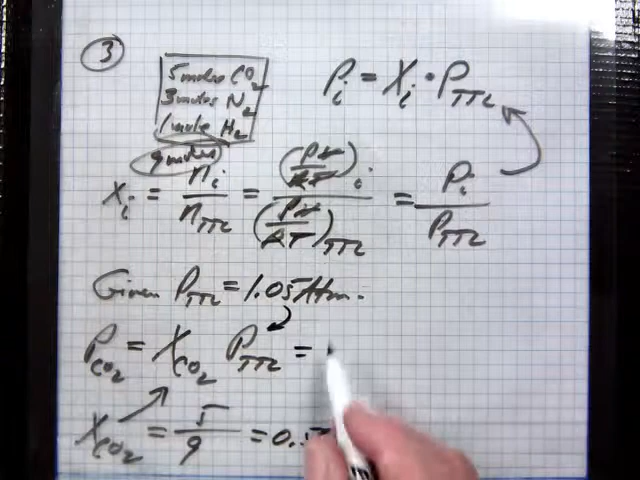 3
5 moles CO2
3 moles N2
1 mole H2
9 moles
Pi = Xi · PTTL
Xi = ni / nTTL = (PV/RT)i / (PV/RT)TTL = Pi / PTTL
Given PTTL = 1.05 Atm.
PCO2 = XCO2 PTTL =
XCO2 = 5/9 = 0.5